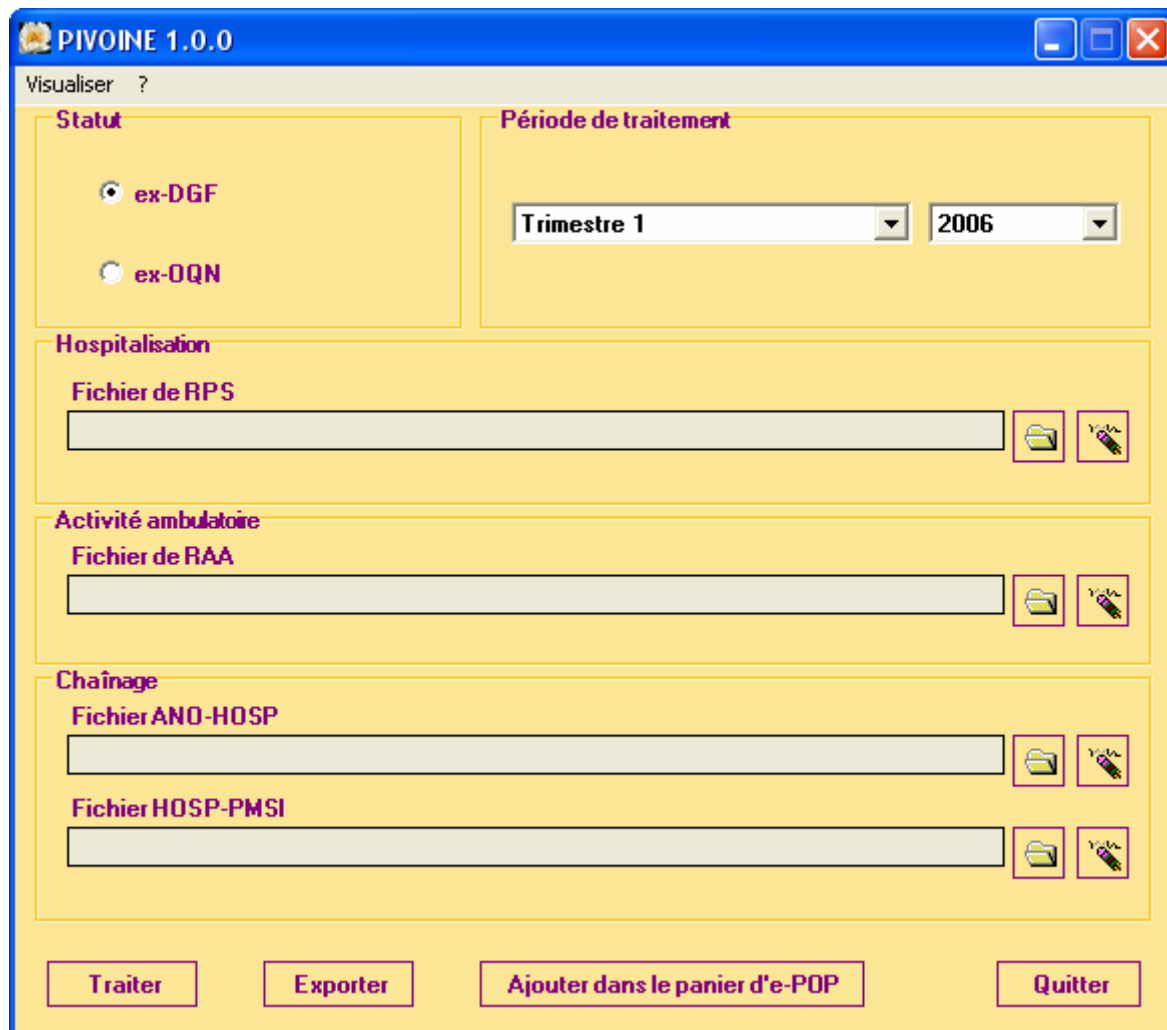 PIVOINE 1.0.0
Visualiser ?
Statut
ex-DGF
ex-OQN
Période de traitement
Trimestre 1
2006
Hospitalisation
Fichier de RPS
Activité ambulatoire
Fichier de RAA
Chaînage
Fichier ANO-HOSP
Fichier HOSP-PMSI
Traiter
Exporter
Ajouter dans le panier d'e-POP
Quitter